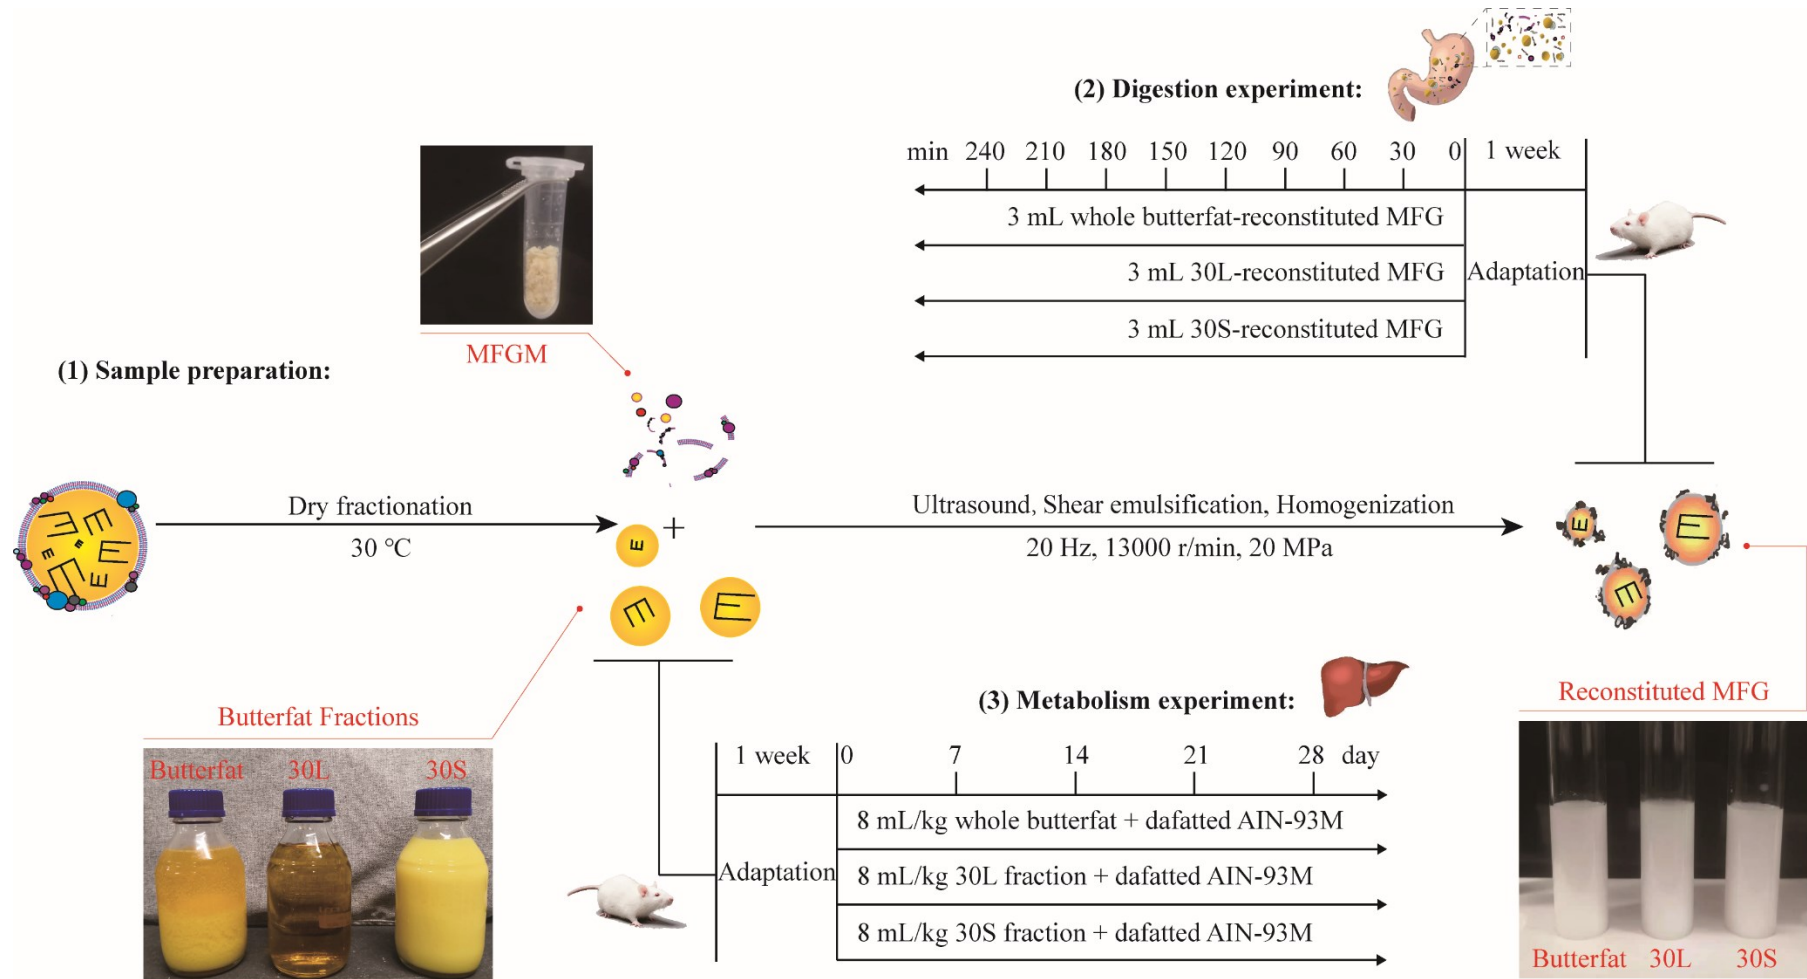 (2) Digestion experiment:
min 240 210 180 150 120 90 60 30 0 1 week
3 mL whole butterfat-reconstituted MFG
3 mL 30L-reconstituted MFG
Adaptation
3 mL 30S-reconstituted MFG
MFGM
(1) Sample preparation:
Dry fractionation
30 °C
+
Ultrasound, Shear emulsification, Homogenization
20 Hz, 13000 r/min, 20 MPa
E
E
E
E
E
E
E
E
E
E
E
E
E
Butterfat Fractions
Butterfat 30L 30S
(3) Metabolism experiment:
1 week 0 7 14 21 28 day
8 mL/kg whole butterfat + dafatted AIN-93M
Adaptation
8 mL/kg 30L fraction + dafatted AIN-93M
8 mL/kg 30S fraction + dafatted AIN-93M
Reconstituted MFG
Butterfat 30L 30S